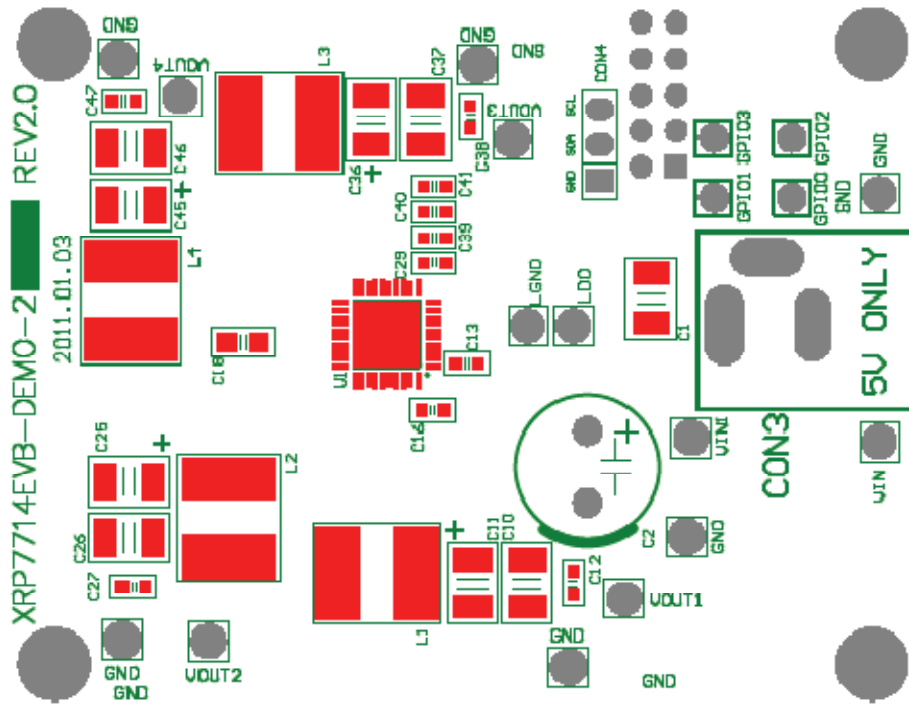 GND
GND
GND
VOUT4
L3
C37
CON4
C47
SCL
SDA
GND
VOUT3
GPIO3
GPIO2
GND
C46
C38
C36
C41
C45
C40
GPIO1
GPIO0
GND
C39
L4
C29
LGND
LDO
C1
5V ONLY
C13
C18
U1
C16
XRP7714EVB-DEMO-2
REV2.0
2011.01.03
C25
L2
VIN1
CON3
VIN
C26
C11
C10
C2
GND
C27
C12
L1
VOUT1
GND
VOUT2
GND
GND
GND